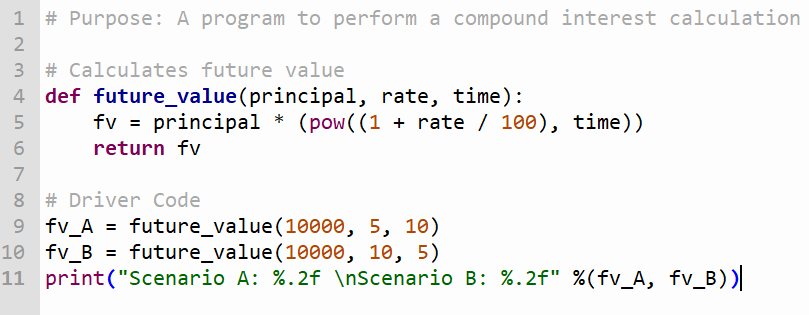 1 # Purpose: A program to perform a compound interest calculation
2
3 # Calculates future value
4 def future_value(principal, rate, time):
5     fv = principal * (pow((1 + rate / 100), time))
6     return fv
7
8 # Driver Code
9 fv_A = future_value(10000, 5, 10)
10 fv_B = future_value(10000, 10, 5)
11 print("Scenario A: %.2f \nScenario B: %.2f" %(fv_A, fv_B))